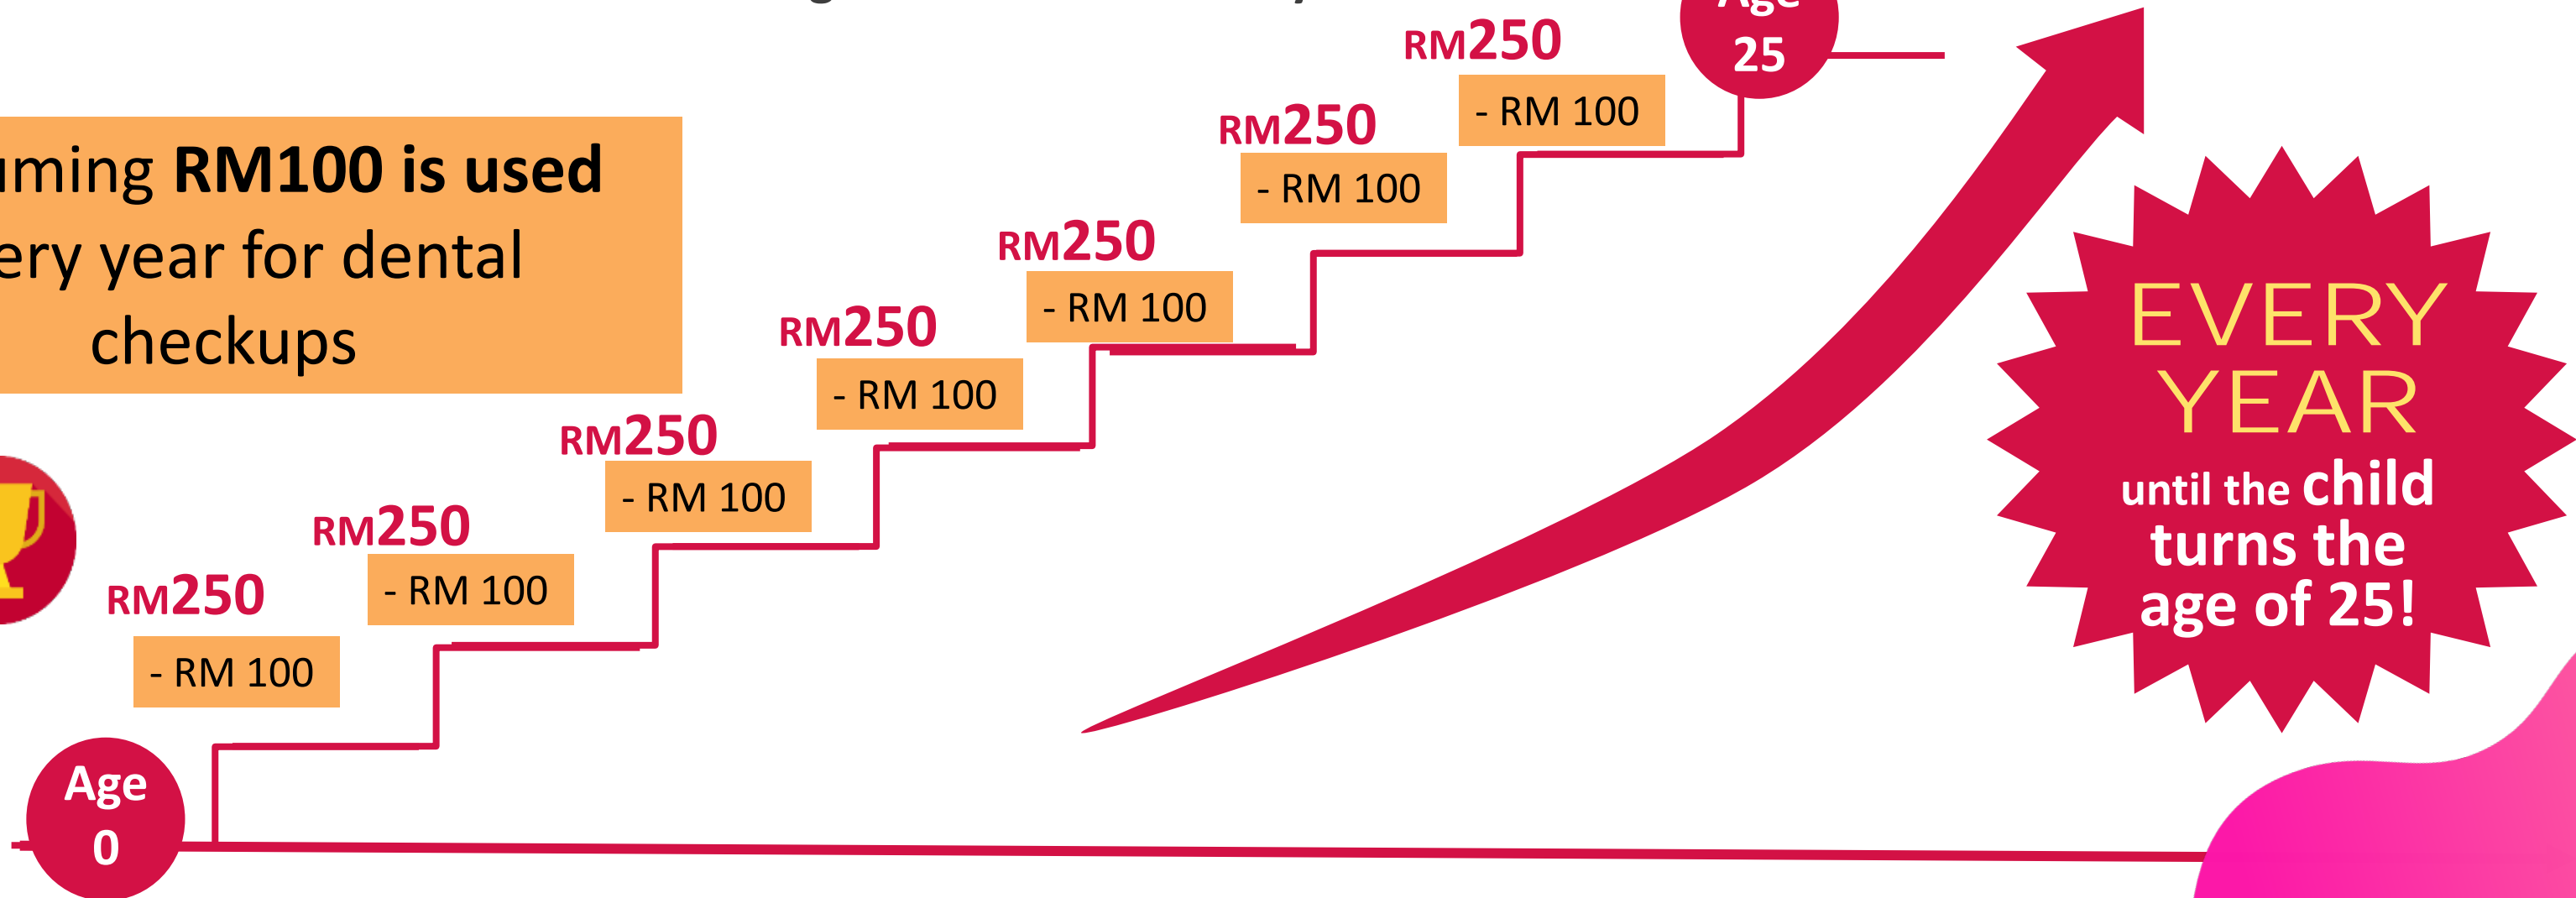 Age
25
RM250
- RM 100
RM250
- RM 100
RM250
- RM 100
RM250
- RM 100
RM250
- RM 100
RM250
- RM 100
RM250
- RM 100
RM100 is used
year for dental
checkups
EVERY
YEAR
until the child
turns the
age of 25!
Age
0